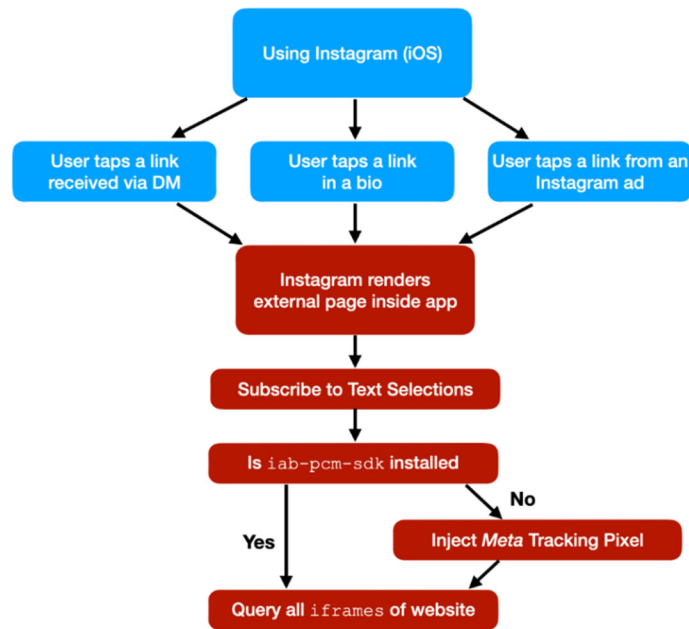 Using Instagram (iOS)
User taps a link
received via DM
User taps a link
in a bio
User taps a link from an
Instagram ad
Instagram renders
external page inside app
Subscribe to Text Selections
Is iab-pcm-sdk installed
No
Yes
Inject Meta Tracking Pixel
Query all iframes of website